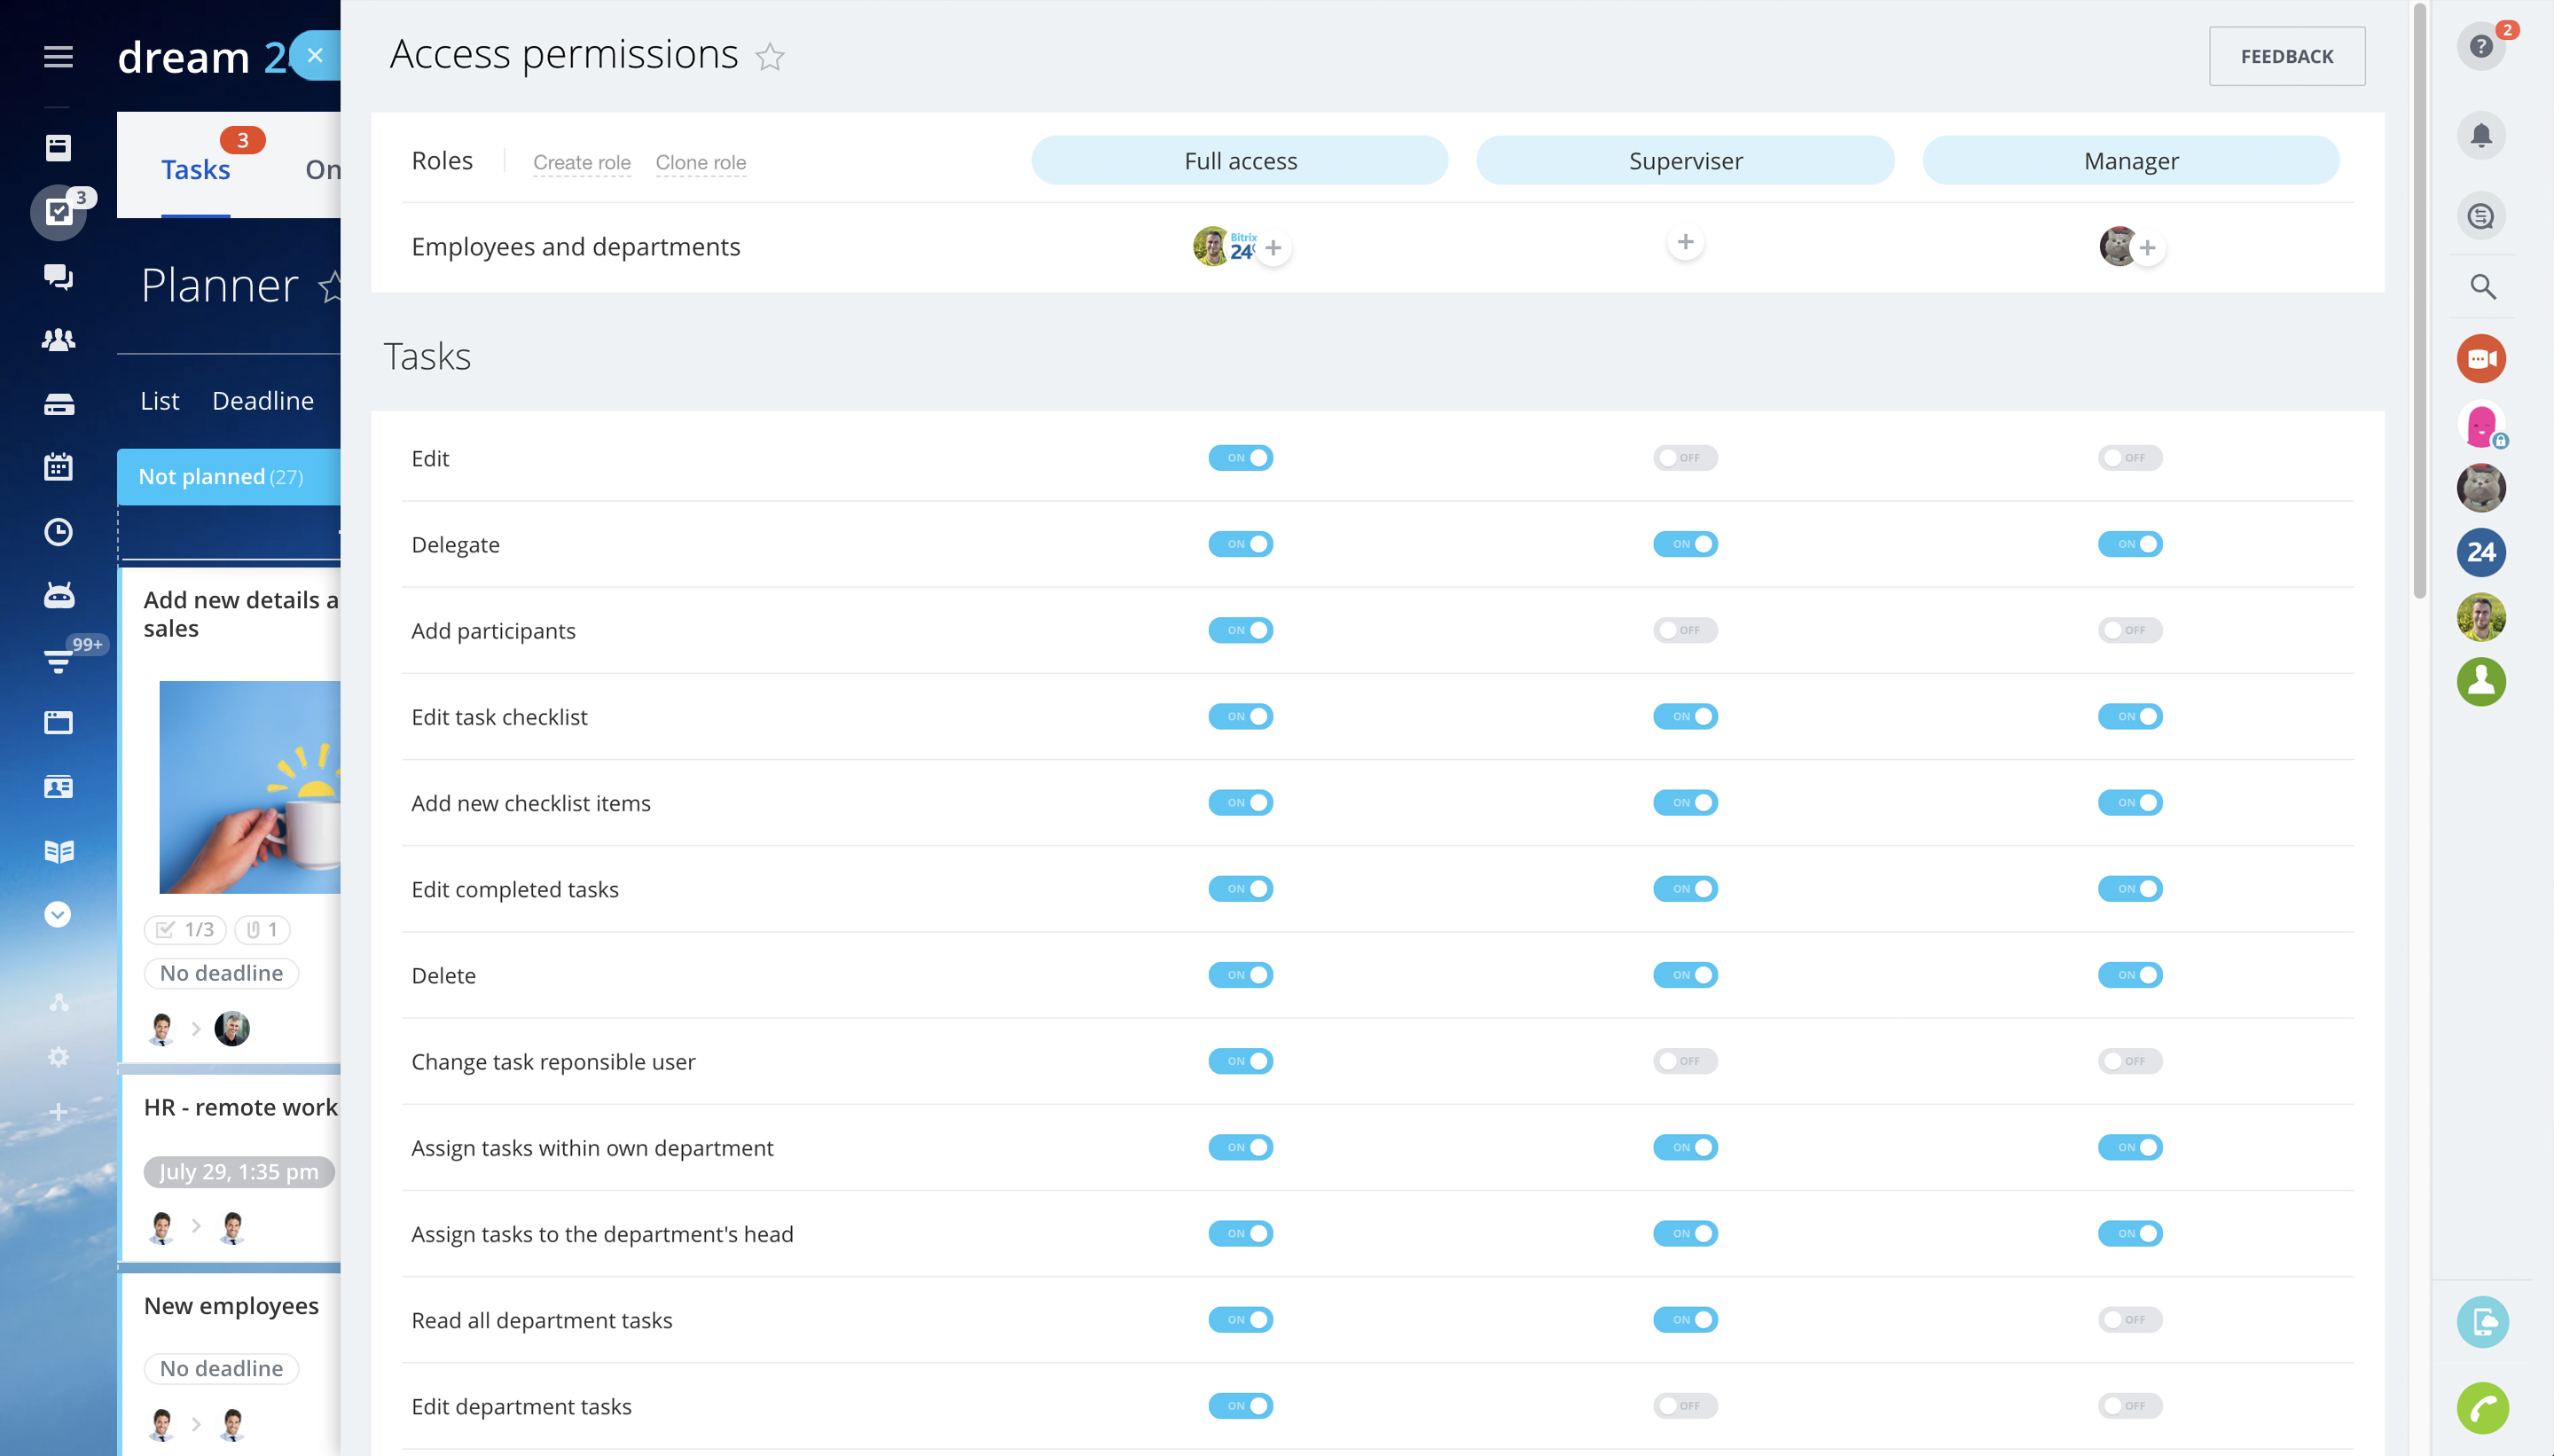 dream 2
3
Tasks
On
3
Planner
List Deadline
Not planned (27)
Add new details a
sales
99+
1/3 1
No deadline
HR - remote work
July 29, 1:35 pm
New employees
No deadline
Access permissions
FEEDBACK
Roles Create role Clone role Full access Superviser Manager
Employees and departments Bitrix
24
Tasks
Edit ON OFF OFF
Delegate ON ON ON
Add participants ON OFF OFF
Edit task checklist ON ON ON
Add new checklist items ON ON ON
Edit completed tasks ON ON ON
Delete ON ON ON
Change task reponsible user ON OFF OFF
Assign tasks within own department ON ON ON
Assign tasks to the department's head ON ON ON
Read all department tasks ON ON OFF
Edit department tasks ON OFF OFF
? 2
24